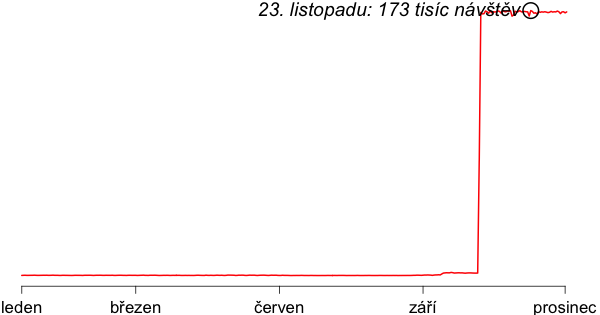 23. listopadu: 173 tisíc návštěv
leden březen červen září prosinec